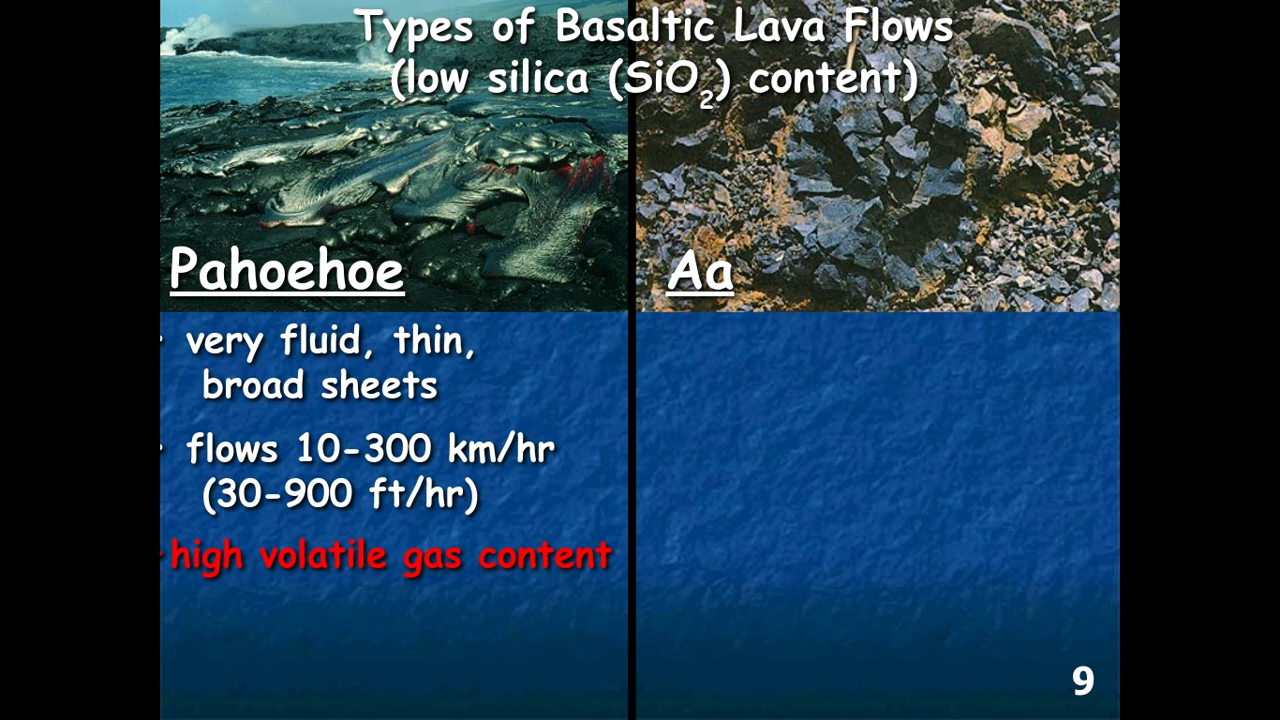 Types of Basaltic Lava Flows
(low silica (SiO₂) content)
Pahoehoe
Aa
• very fluid, thin,
broad sheets
• flows 10-300 km/hr
(30-900 ft/hr)
• high volatile gas content
9